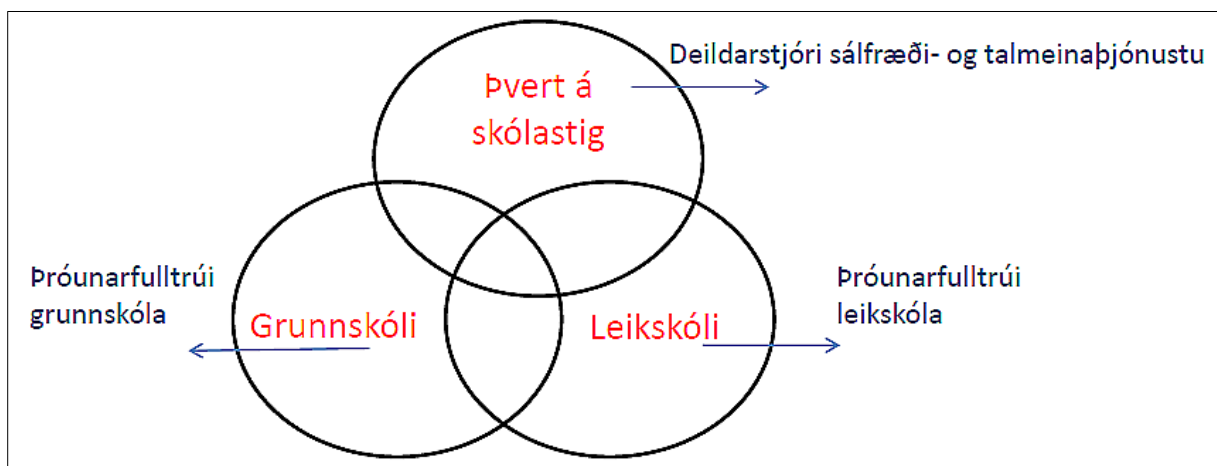 Deildarstjóri sálfræði- og talmeinaþjónustu
Þvert á
skólastig
Þróunarfulltrúi
grunnskóla
Þróunarfulltrúi
leikskóla
Grunnskóli
Leikskóli